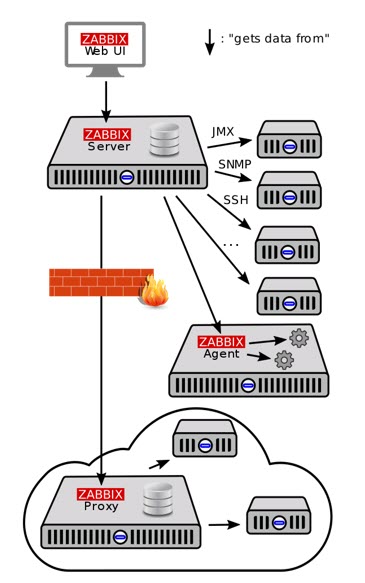 ZABBIX
Web UI
: "gets data from"
ZABBIX
Server
JMX
SNMP
SSH
...
ZABBIX
Agent
ZABBIX
Proxy